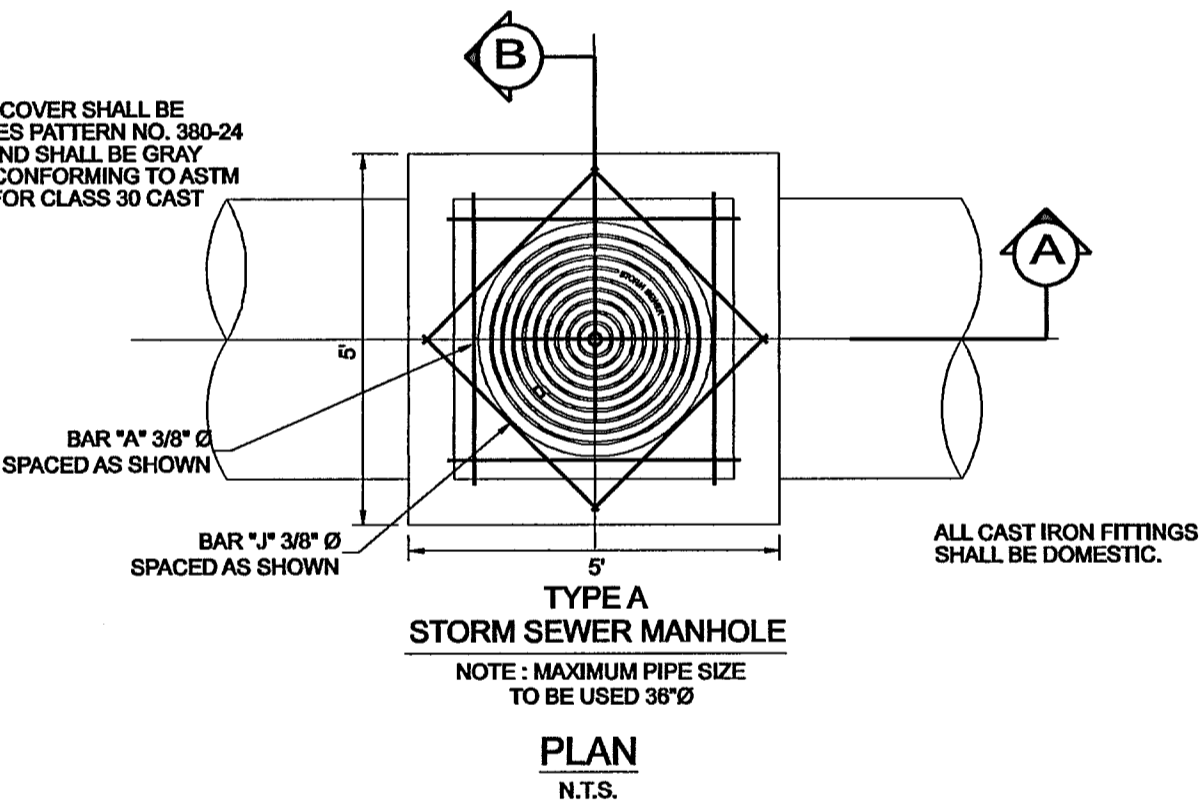 B
COVER SHALL BE
ES PATTERN NO. 380-24
ND SHALL BE GRAY
CONFORMING TO ASTM
FOR CLASS 30 CAST
A
STORM SEWER
5'
BAR "A" 3/8" Ø
SPACED AS SHOWN
BAR "J" 3/8" Ø
SPACED AS SHOWN
5'
ALL CAST IRON FITTINGS
SHALL BE DOMESTIC.
TYPE A
STORM SEWER MANHOLE
NOTE : MAXIMUM PIPE SIZE
TO BE USED 36"Ø
PLAN
N.T.S.